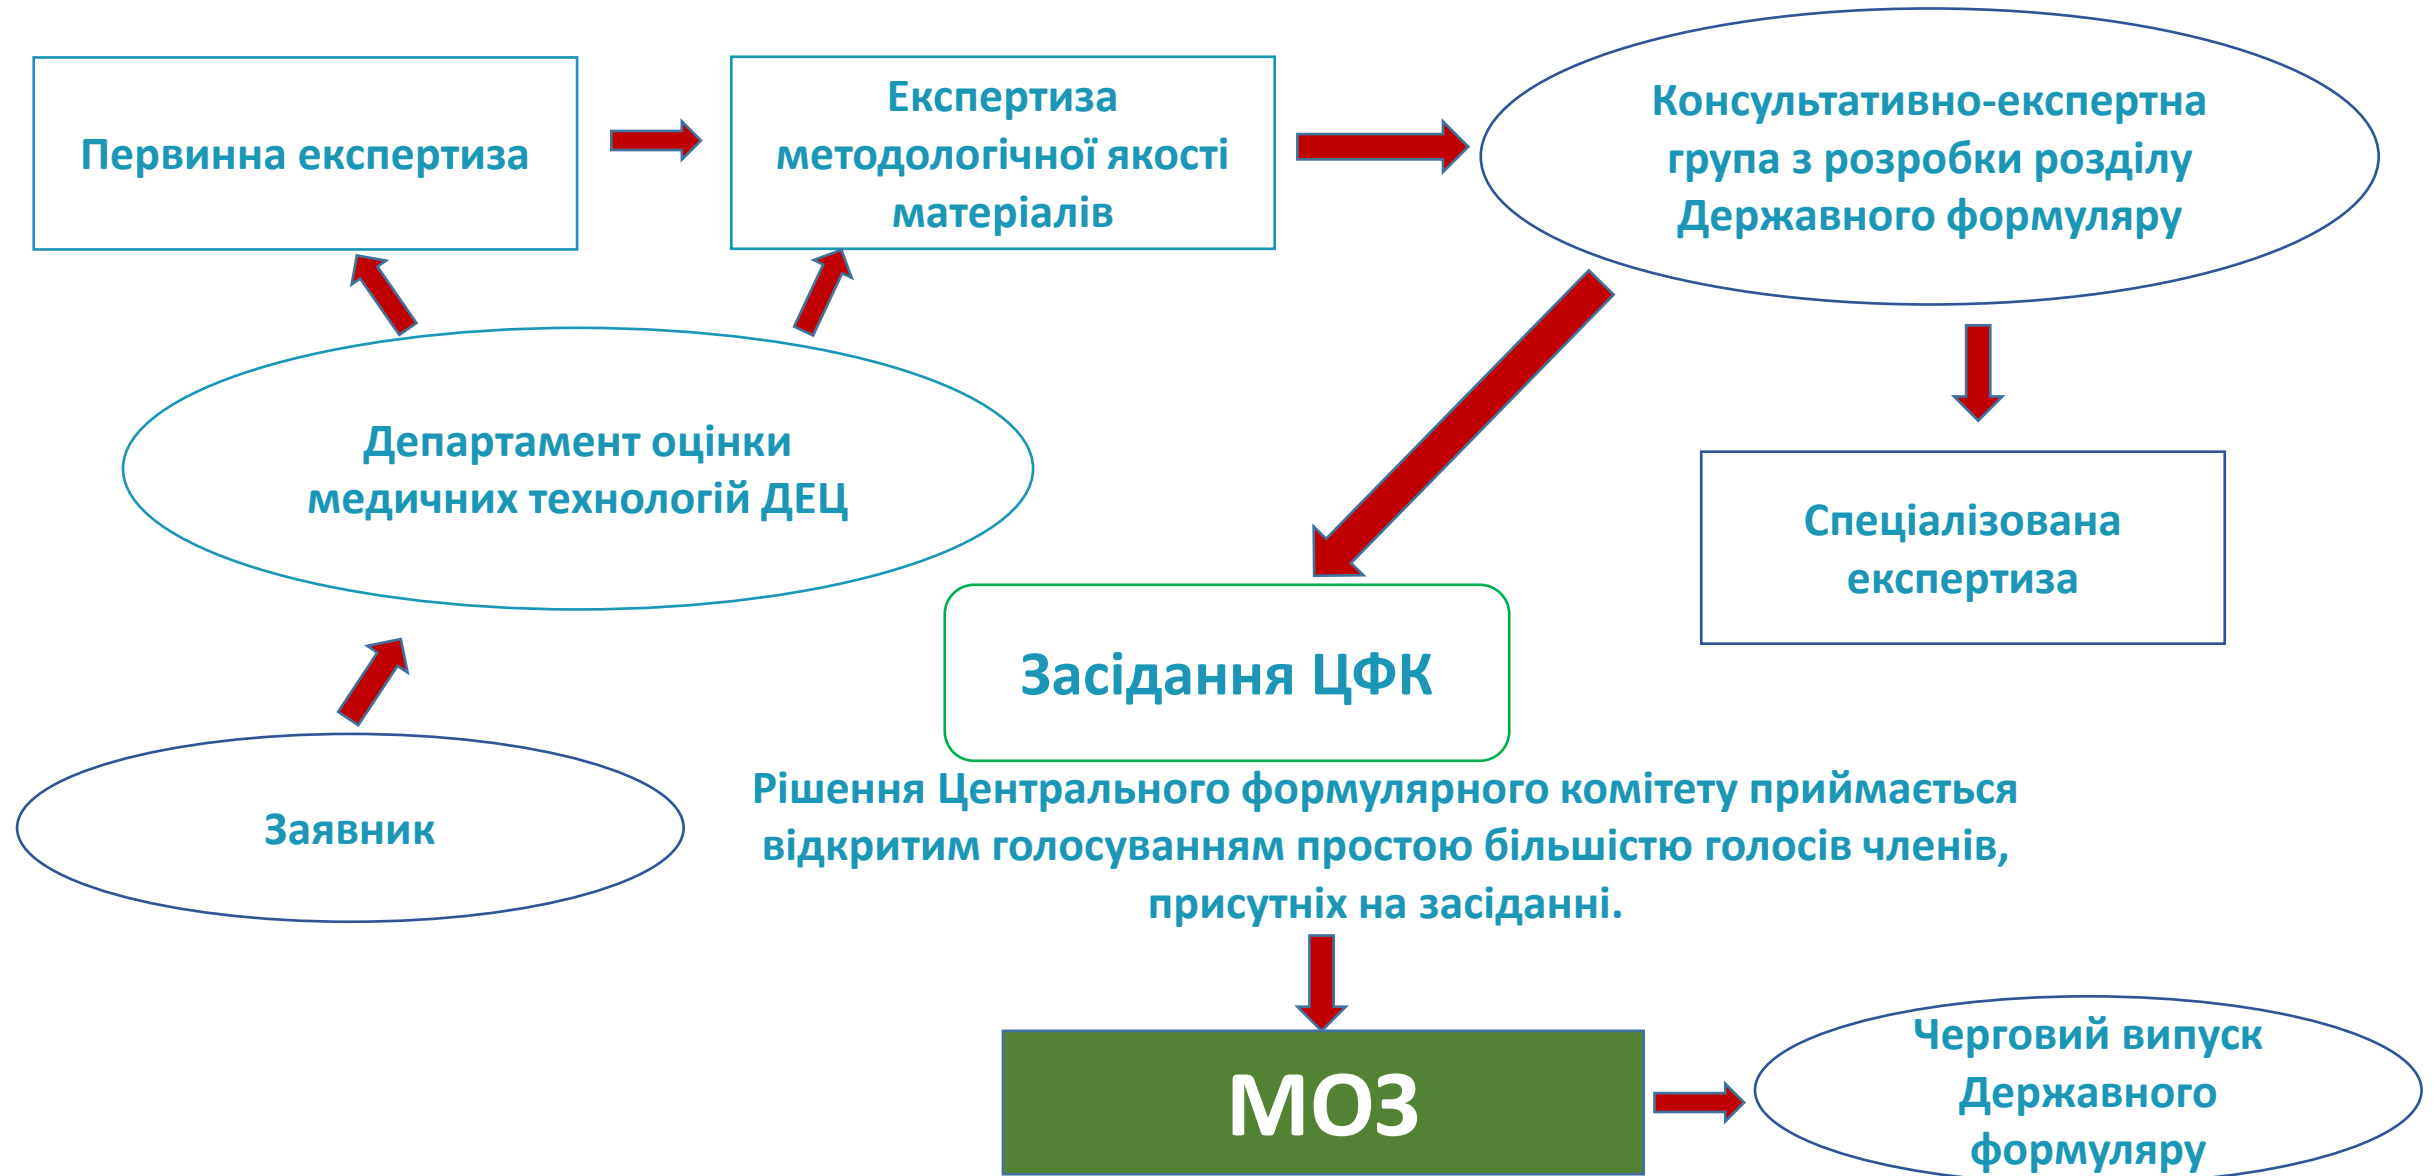 Первинна експертиза
Експертиза
методологічної якості
матеріалів
Консультативно-експертна
група з розробки розділу
Державного формуляру
Департамент оцінки
медичних технологій ДЕЦ
Спеціалізована
експертиза
Засідання ЦФК
Заявник
Рішення Центрального формулярного комітету приймається
відкритим голосуванням простою більшістю голосів членів,
присутніх на засіданні.
МОЗ
Черговий випуск
Державного
формуляру